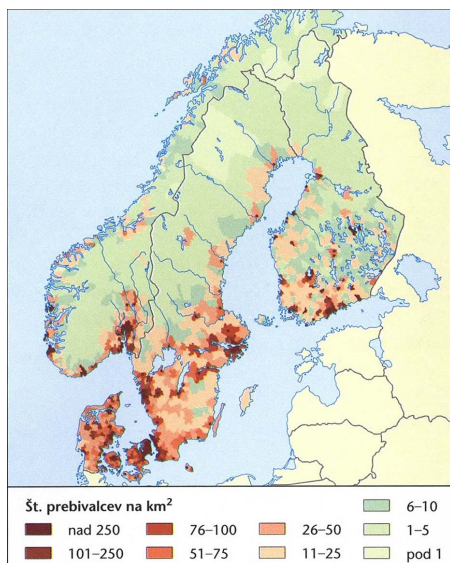 Št. prebivalcev na km²
6–10
nad 250 76–100 26–50 1–5
101–250 51–75 11–25 pod 1